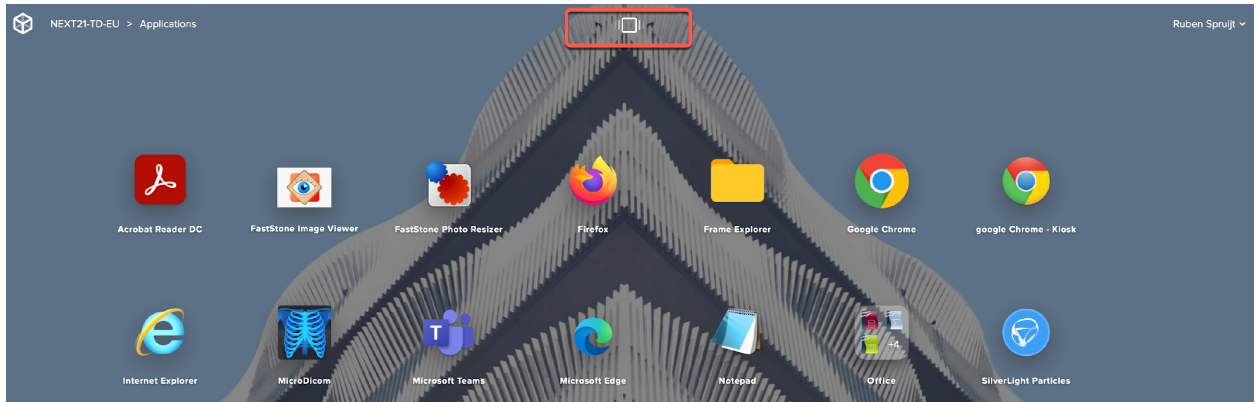 NEXT21-TD-EU > Applications
Ruben Spruijt
Acrobat Reader DC
FastStone Image Viewer
FastStone Photo Resizer
Firefox
Frame Explorer
Google Chrome
google Chrome - Kiosk
T
+4
Internet Explorer
MicroDicom
Microsoft Teams
Microsoft Edge
Notepad
Office
SilverLight Particles